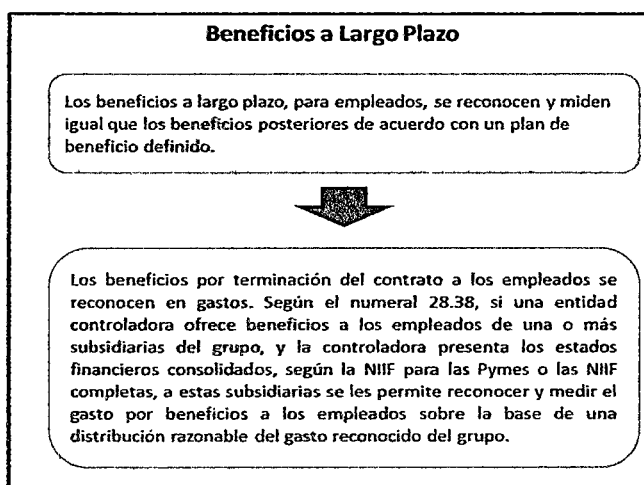 Beneficios a Largo Plazo
Los beneficios a largo plazo, para empleados, se reconocen y miden
igual que los beneficios posteriores de acuerdo con un plan de
beneficio definido.
Los beneficios por terminación del contrato a los empleados se
reconocen en gastos. Según el numeral 28.38, si una entidad
controladora ofrece beneficios a los empleados de una o más
subsidiarias del grupo, y la controladora presenta los estados
financieros consolidados, según la NIIF para las Pymes o las NIIF
completas, a estas subsidiarias se les permite reconocer y medir el
gasto por beneficios a los empleados sobre la base de una
distribución razonable del gasto reconocido del grupo.